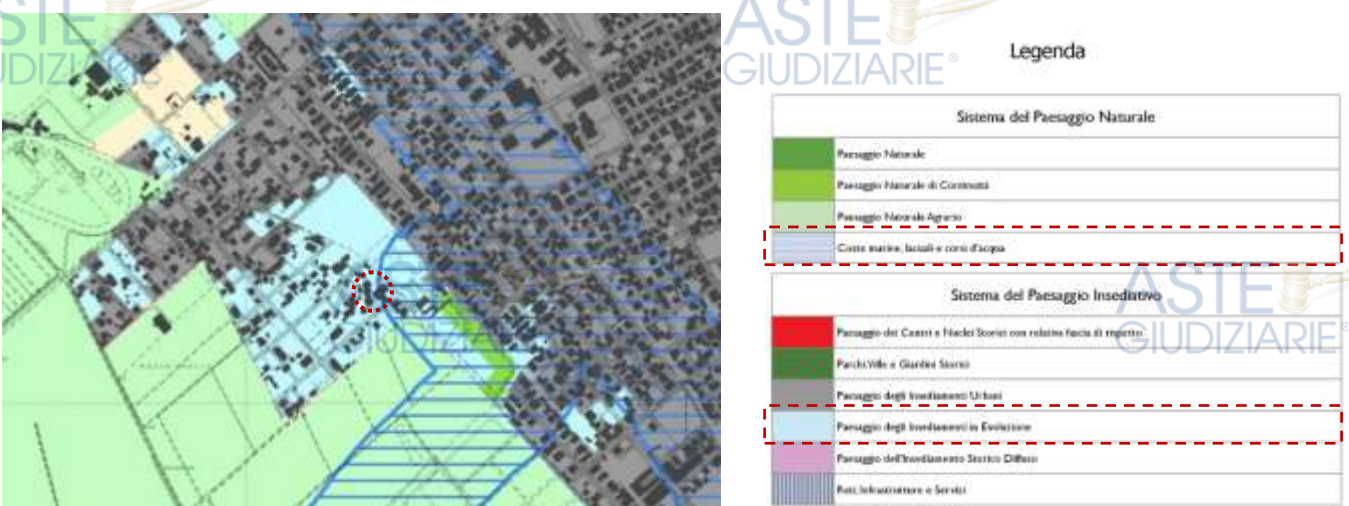 ASTE
GIUDIZIARIE®
Legenda
Sistema del Paesaggio Naturale
Paesaggio Naturale
Paesaggio Naturale di Continuità
Paesaggio Naturale Agrario
Coste marine, lacuali e corsi d'acqua
Sistema del Paesaggio Insediativo
ASTE
GIUDIZIARIE®
Paesaggio dei Centri e Nuclei Storici con relativa fascia di rispetto
Parchi, Ville e Giardini Storici
Paesaggio degli Insediamenti Urbani
Paesaggio degli Insediamenti in Evoluzione
Paesaggio dell'Insediamento Storico Diffuso
Reti, Infrastrutture e Servizi